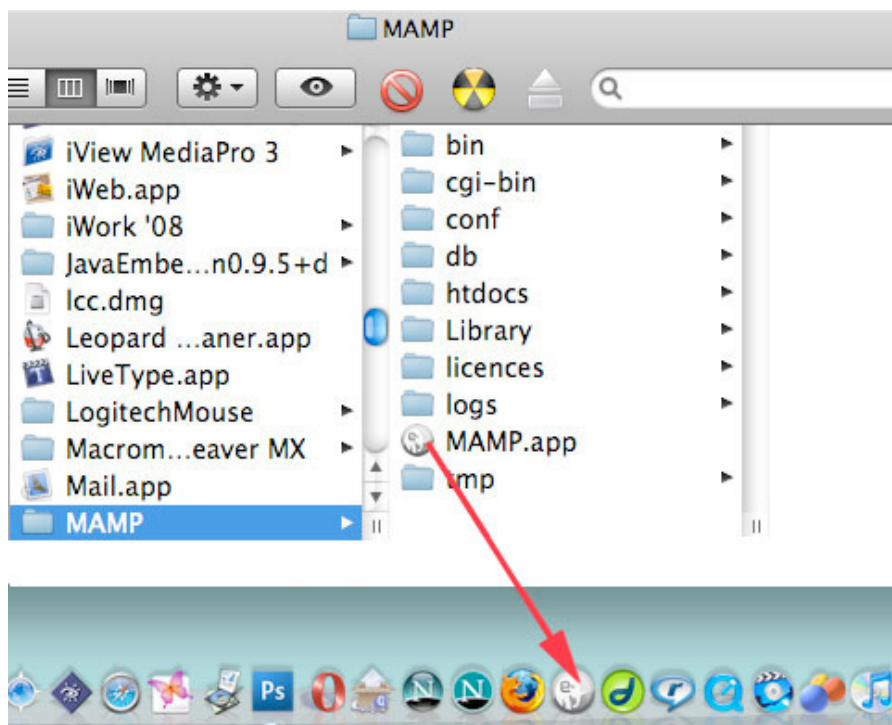 MAMP
iView MediaPro 3
iWeb.app
iWork '08
JavaEmbe...n0.9.5+d
lcc.dmg
Leopard ...aner.app
LiveType.app
LogitechMouse
Macrom...eaver MX
Mail.app
MAMP
bin
cgi-bin
conf
db
htdocs
Library
licences
logs
MAMP.app
tmp
Ps
N
N